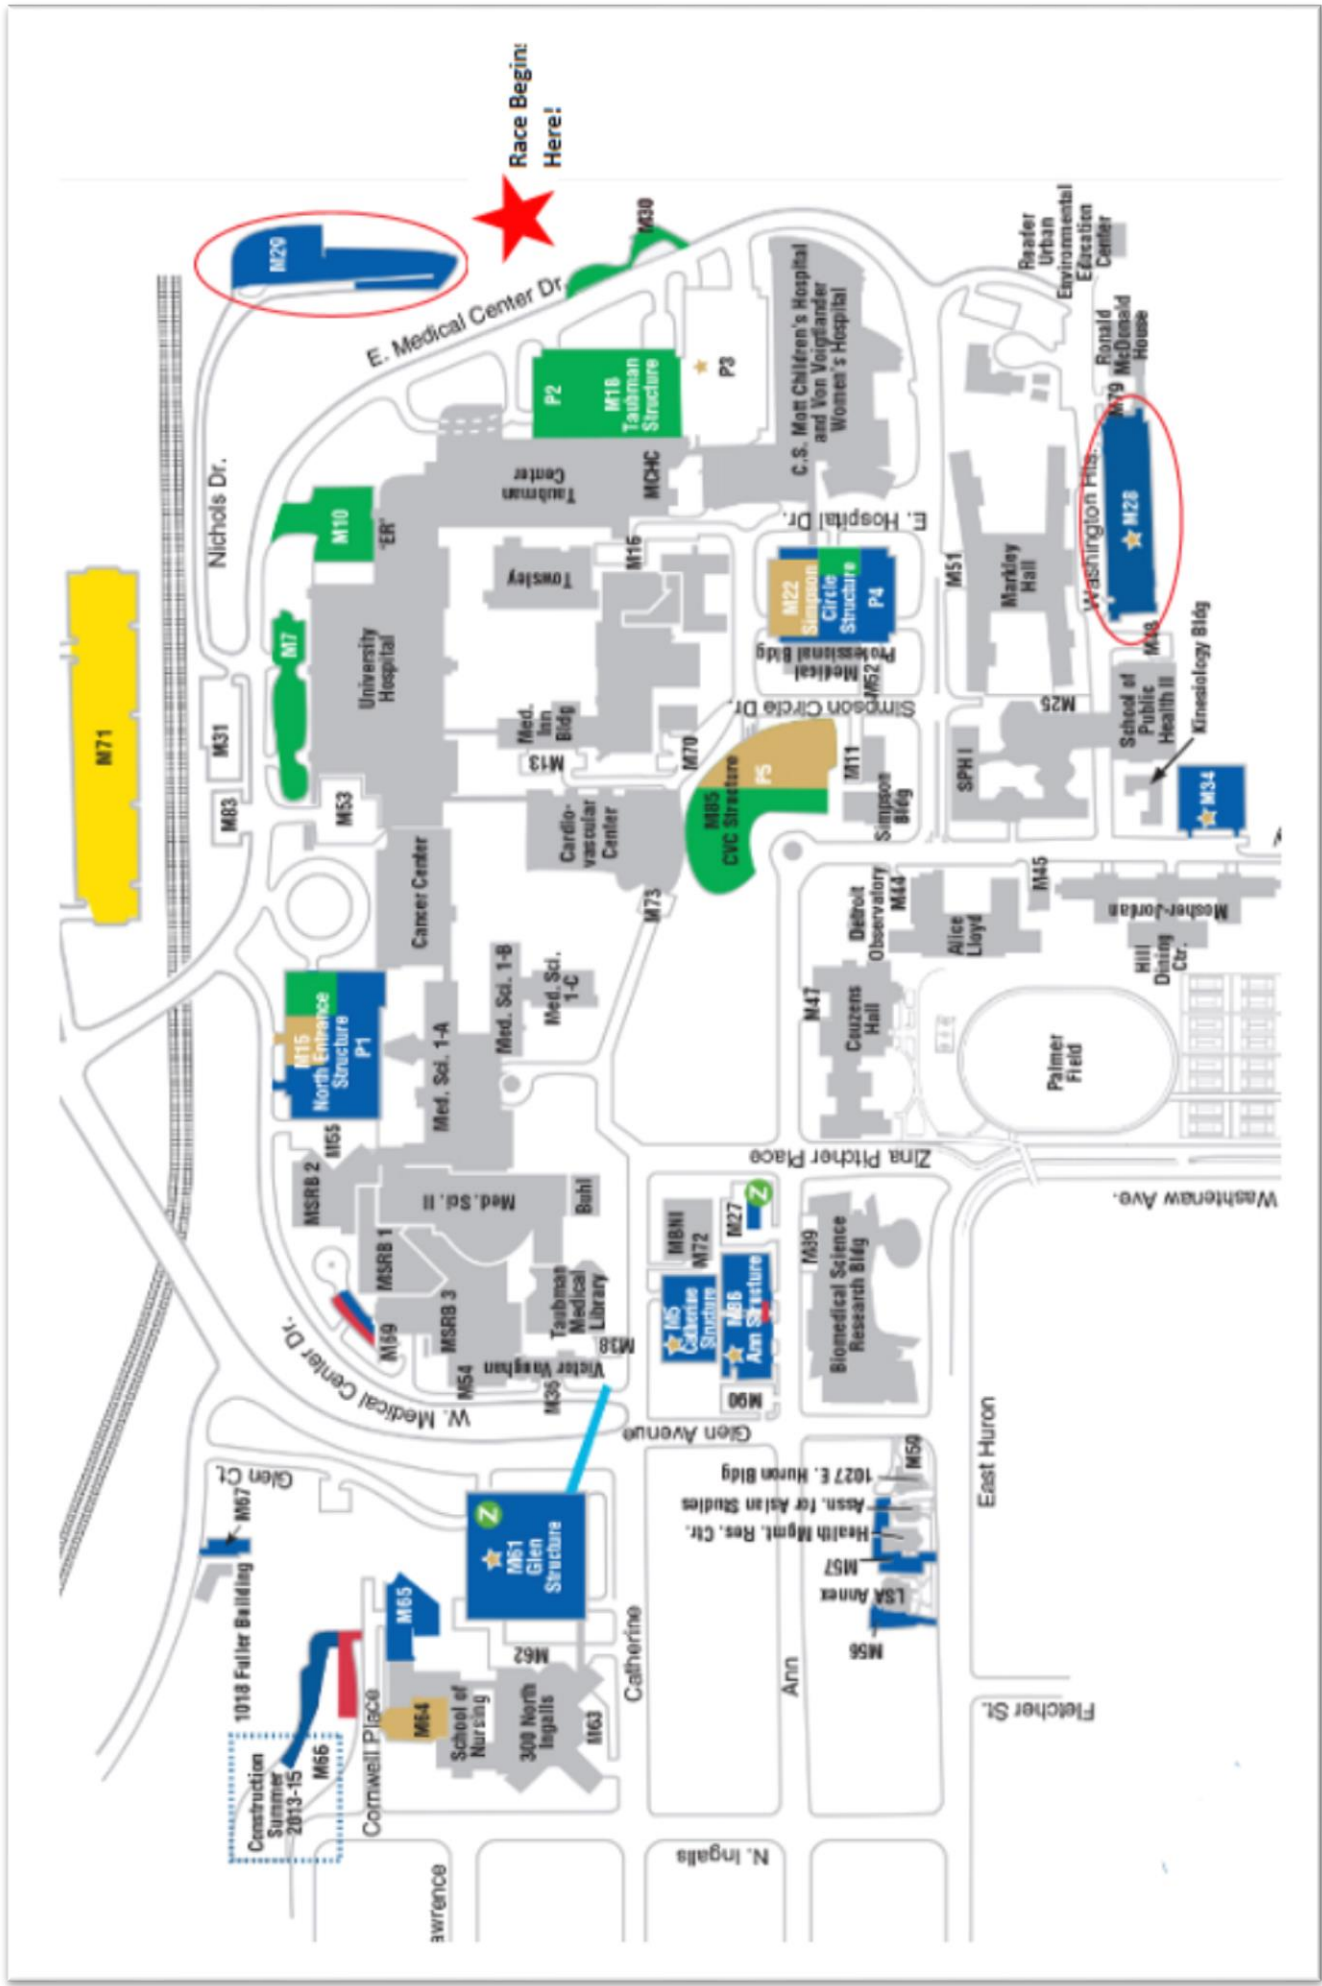 Race Begin:
Here!
M29
M30
E. Medical Center Dr.
Reader
Urban
Environmental
Education
Center
P2
M18
Taubman
Structure
P3
C.S. Mott Children's Hospital
and Von Voigtlander
Women's Hospital
Ronald
McDonald
House
M79
Nichols Dr.
M10
"ER"
Taubman
Center
MCHC
E. Hospital Dr.
Washington Hts.
M28
M71
M7
University
Hospital
Towsley
M16
M22
Simpson
Circle
Structure
P4
Medical
Professional Bldg
M51
Markley
Hall
M48
M31
M83
M53
Med.
Inn
Bldg
M13
M70
Simpson Circle Dr.
M52
M25
School of
Public
Health II
Kinesiology Bldg
Cardio-
vascular
Center
M85
CVC Structure
P5
M11
Simpson
Bldg
SPH I
M34
Cancer Center
M73
Detroit
Observatory
M44
Alice
Lloyd
M45
Mosher-Jordan
Hill
Dining
Ctr.
M15
North Entrance
Structure
P1
Med. Sci. 1-A
Med. Sci. 1-B
Med. Sci.
1-C
M47
Couzens
Hall
Palmer
Field
M55
MSRB 2
Med. Sci. II
Buhl
Zina Pitcher Place
Washtenaw Ave.
MSRB 1
MBNI
M72
M27
Z
M39
Biomedical Science
Research Bldg
W. Medical Center Dr.
M69
MSRB 3
M54
Taubman
Medical
Library
M38
Victor Vaughan
M36
M5
Catherine
Structure
M86
Ann Structure
M90
Glen Avenue
East Huron
Glen Ct.
M67
1018 Fuller Building
Z
M61
Glen
Structure
M50
1027 E. Huron Bldg
Assn. for Asian Studies
Health Mgmt. Res. Ctr.
M57
LSA Annex
M56
M65
M62
Catherine
Ann
Fletcher St.
Construction
Summer
2013-15
M66
Cornwell Place
M64
School of
Nursing
300 North
Ingalls
M63
N. Ingalls
awrence